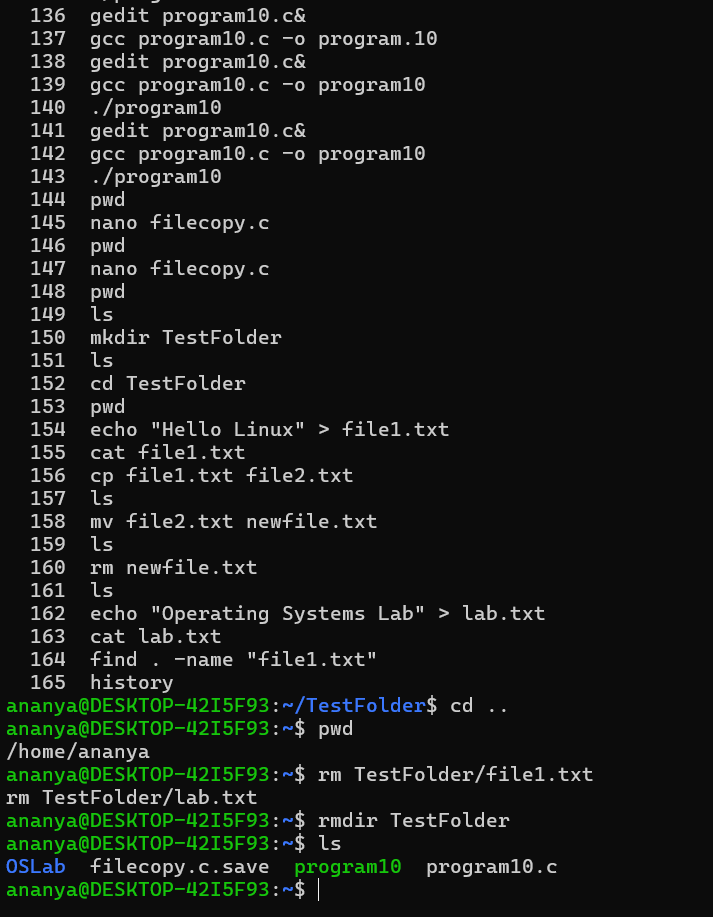 136  gedit program10.c&
137  gcc program10.c -o program.10
138  gedit program10.c&
139  gcc program10.c -o program10
140  ./program10
141  gedit program10.c&
142  gcc program10.c -o program10
143  ./program10
144  pwd
145  nano filecopy.c
146  pwd
147  nano filecopy.c
148  pwd
149  ls
150  mkdir TestFolder
151  ls
152  cd TestFolder
153  pwd
154  echo "Hello Linux" > file1.txt
155  cat file1.txt
156  cp file1.txt file2.txt
157  ls
158  mv file2.txt newfile.txt
159  ls
160  rm newfile.txt
161  ls
162  echo "Operating Systems Lab" > lab.txt
163  cat lab.txt
164  find . -name "file1.txt"
165  history
ananya@DESKTOP-42I5F93:~/TestFolder$ cd ..
ananya@DESKTOP-42I5F93:~$ pwd
/home/ananya
ananya@DESKTOP-42I5F93:~$ rm TestFolder/file1.txt
rm TestFolder/lab.txt
ananya@DESKTOP-42I5F93:~$ rmdir TestFolder
ananya@DESKTOP-42I5F93:~$ ls
OSLab  filecopy.c.save  program10  program10.c
ananya@DESKTOP-42I5F93:~$